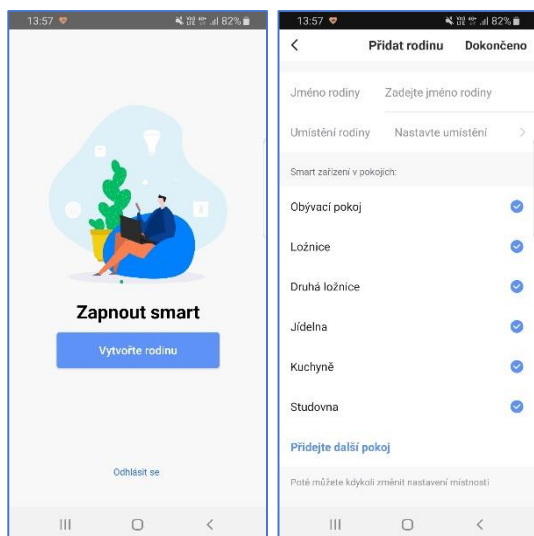 13:57
82%
Zapnout smart
Vytvořte rodinu
Odhlásit se
13:57
82%
Přidat rodinu Dokončeno
Jméno rodiny Zadejte jméno rodiny
Umístění rodiny Nastavte umístění
Smart zařízení v pokojích:
Obývací pokoj
Ložnice
Druhá ložnice
Jídelna
Kuchyně
Studovna
Přidejte další pokoj
Poté můžete kdykoli změnit nastavení místnosti